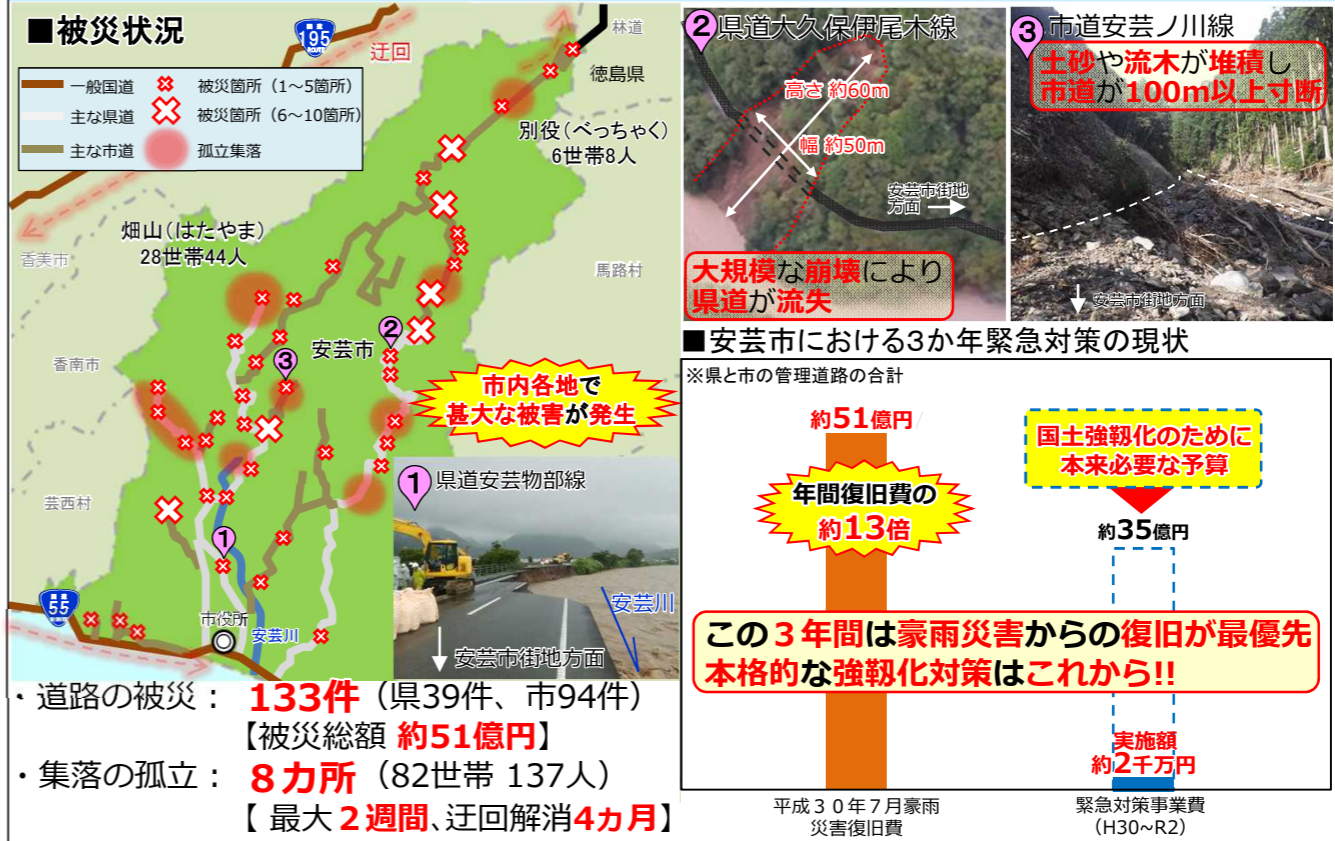 ■被災状況
国道
195
ROUTE
迂回
林道
徳島県
一般国道
被災箇所（1～5箇所）
主な県道
被災箇所（6～10箇所）
主な市道
孤立集落
別役（べっちゃく）
6世帯8人
畑山（はたやま）
28世帯44人
香美市
馬路村
香南市
安芸市
芸西村
2
3
1
市内各地で
甚大な被害が発生
国道
55
市役所
安芸川
1
県道安芸物部線
安芸川
安芸市街地方面
・道路の被災： 133件（県39件、市94件）
【被災総額 約51億円】
・集落の孤立： 8カ所（82世帯 137人）
【 最大２週間、迂回解消4ヵ月】
2
県道大久保伊尾木線
高さ 約60m
幅 約50m
安芸市街地
方面
大規模な崩壊により
県道が流失
3
市道安芸ノ川線
土砂や流木が堆積し
市道が100m以上寸断
安芸市街地方面
■安芸市における3か年緊急対策の現状
※県と市の管理道路の合計
約51億円
年間復旧費の
約13倍
国土強靱化のために
本来必要な予算
約35億円
この３年間は豪雨災害からの復旧が最優先
本格的な強靱化対策はこれから!!
実施額
約2千万円
平成３０年７月豪雨
災害復旧費
緊急対策事業費
（H30~R2）